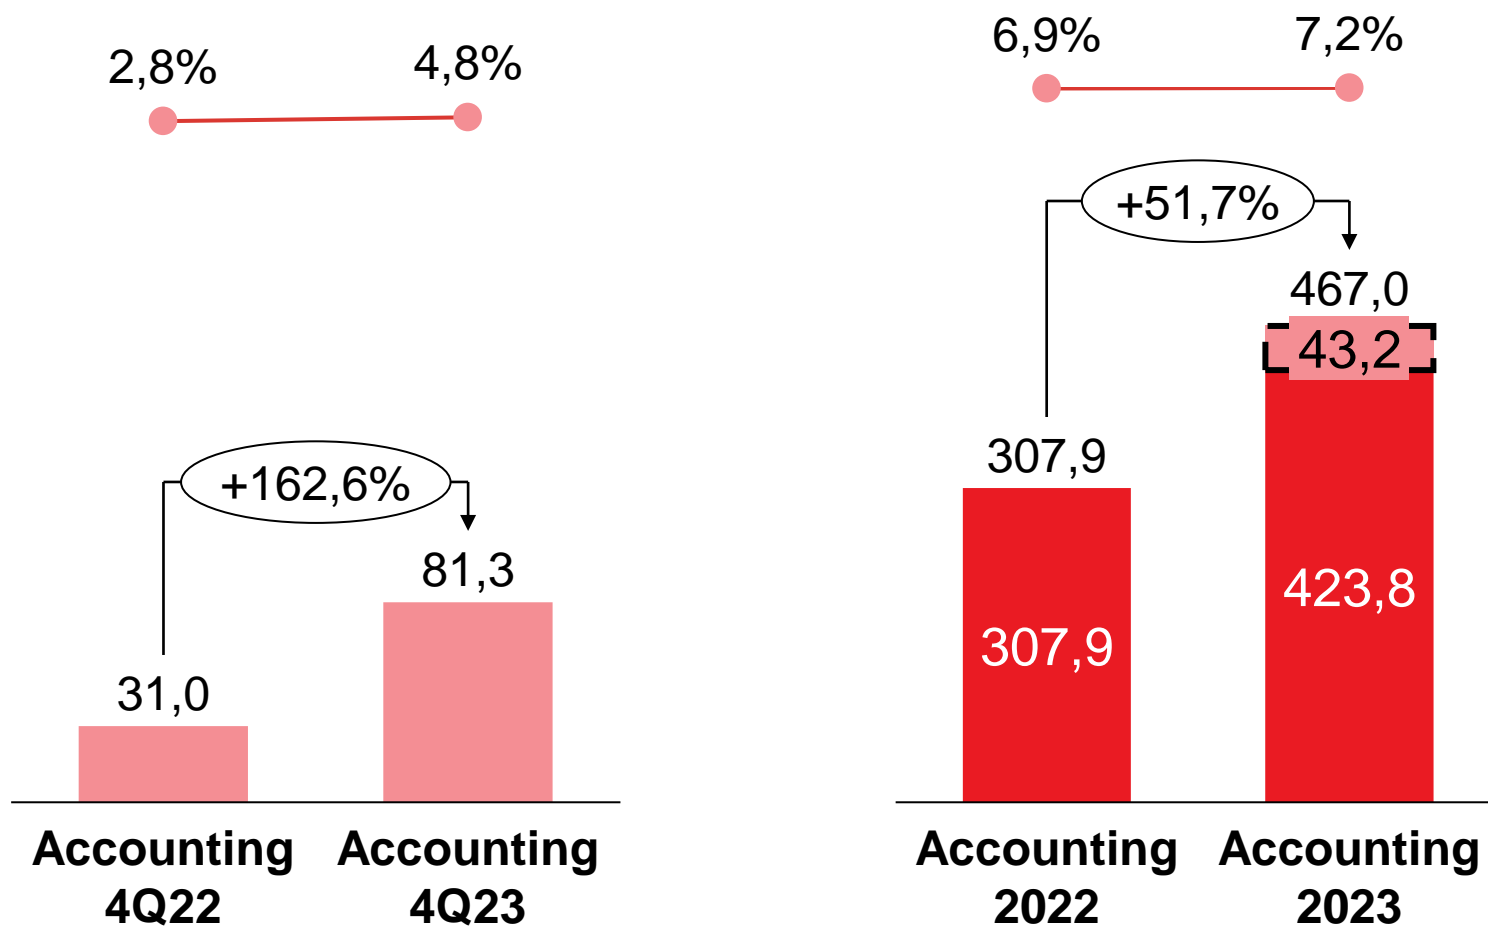 2,8%
4,8%
+162,6%
81,3
31,0
Accounting
4Q22
Accounting
4Q23
6,9%
7,2%
+51,7%
467,0
43,2
307,9
423,8
307,9
Accounting
2022
Accounting
2023